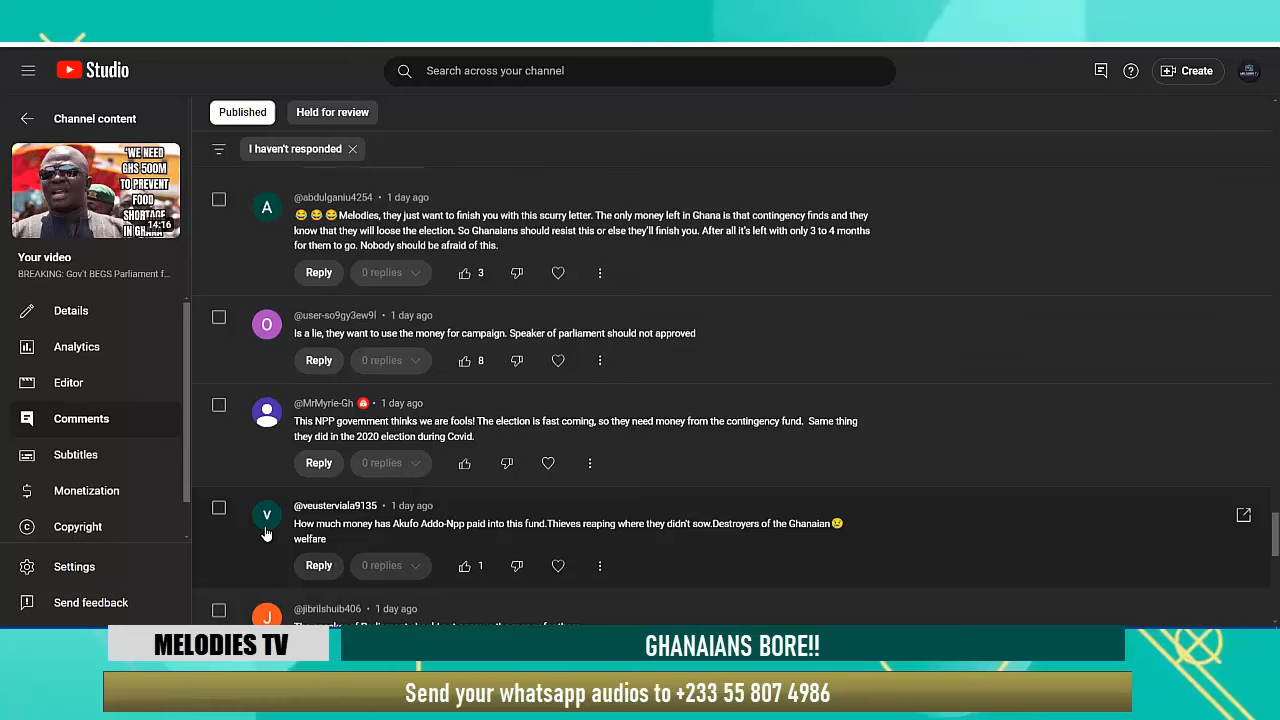 Studio
Search across your channel
Create
Channel content
Published
Held for review
I haven't responded
'WE NEED
GHS 500M
TO PREVENT
FOOD
SHORTAGE
IN GHANA
14:16
Your video
BREAKING: Gov't BEGS Parliament f...
Details
Analytics
Editor
Comments
Subtitles
Monetization
Copyright
Settings
Send feedback
A
@abdulganiu4254 • 1 day ago
😂😂😂Melodies, they just want to finish you with this scurry letter. The only money left in Ghana is that contingency finds and they
know that they will loose the election. So Ghanaians should resist this or else they'll finish you. After all it's left with only 3 to 4 months
for them to go. Nobody should be afraid of this.
Reply 0 replies 3
O
@user-so9gy3ew9l • 1 day ago
Is a lie, they want to use the money for campaign. Speaker of parliament should not approved
Reply 0 replies 8
@MrMyrie-Gh • 1 day ago
This NPP government thinks we are fools! The election is fast coming, so they need money from the contingency fund. Same thing
they did in the 2020 election during Covid.
Reply 0 replies
V
@veusterviala9135 • 1 day ago
How much money has Akufo Addo-Npp paid into this fund.Thieves reaping where they didn't sow.Destroyers of the Ghanaian😢
welfare
Reply 0 replies 1
J
@jibrilshuib406 • 1 day ago
MELODIES TV
GHANAIANS BORE!!
Send your whatsapp audios to +233 55 807 4986